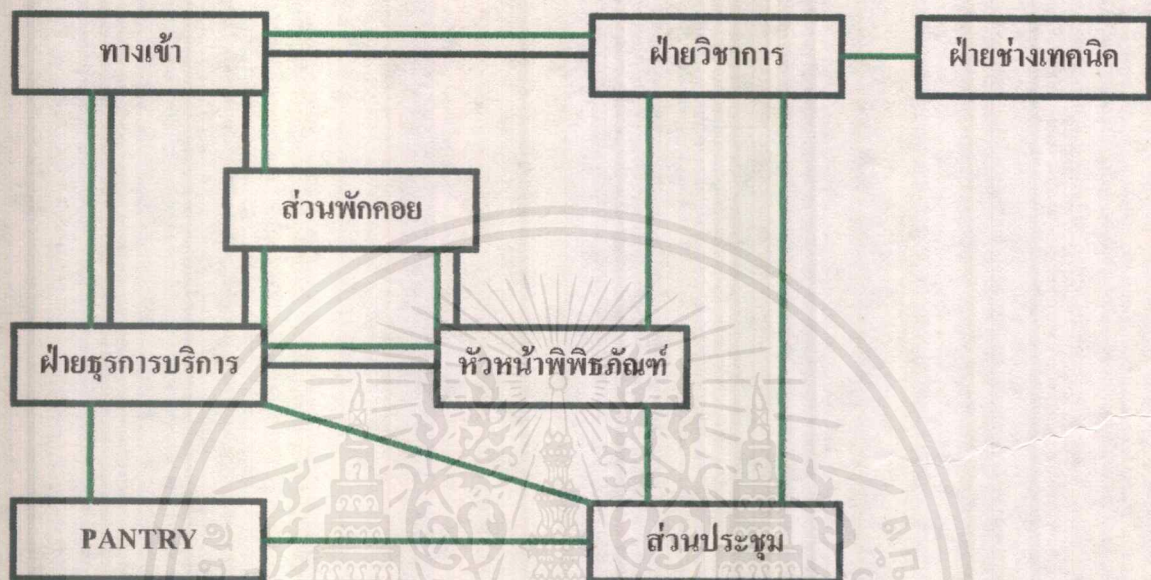 ทางเข้า
ฝ่ายวิชาการ
ฝ่ายช่างเทคนิค
ส่วนพักคอย
ฝ่ายธุรการบริการ
หัวหน้าพิพิธภัณฑ์
PANTRY
ส่วนประชุม